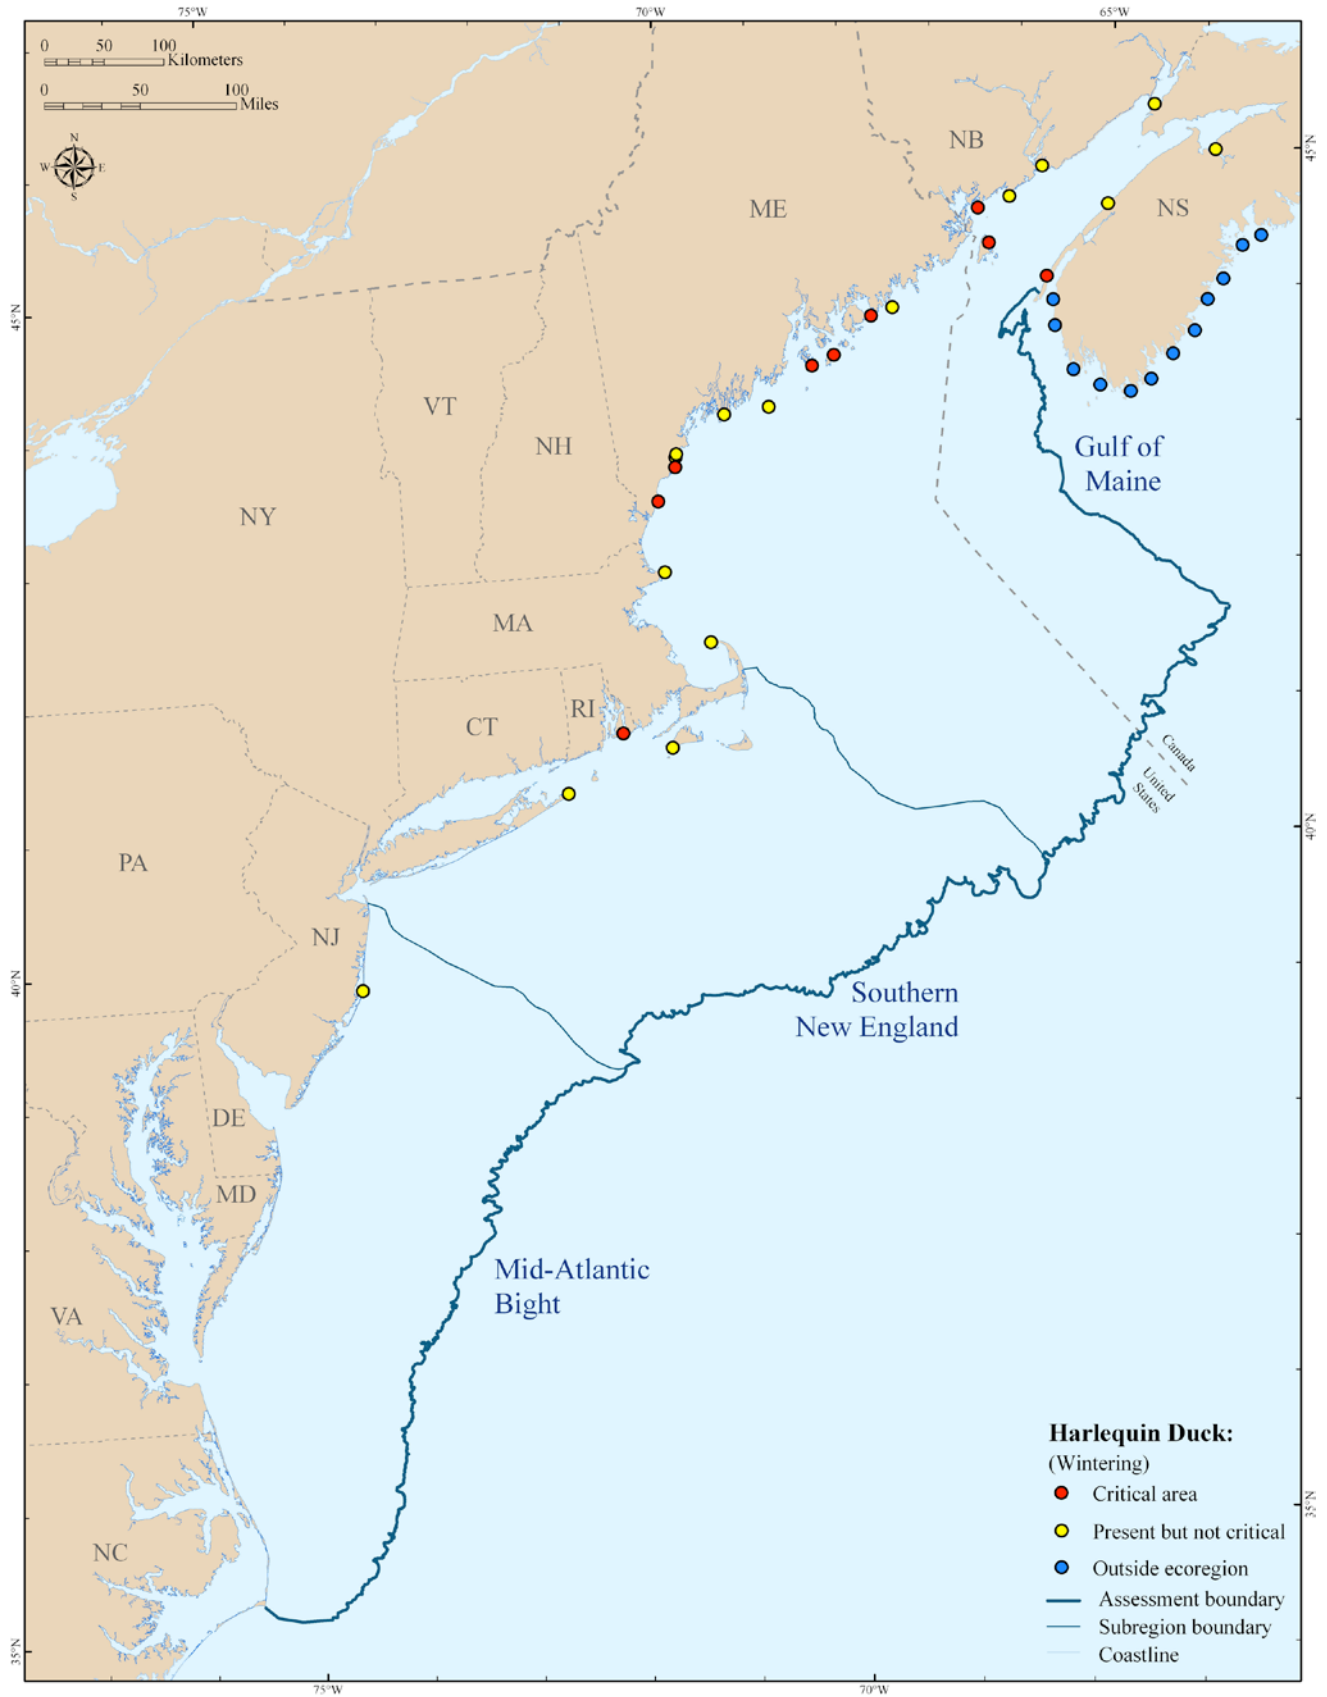 75°W 70°W 65°W
0 50 100
Kilometers
0 50 100
Miles
N
W E
S
NB
45°N
ME
NS
45°N
VT
NH
Gulf of
Maine
NY
MA
RI
CT
Canada
United
States
40°N
PA
NJ
40°N
Southern
New England
DE
MD
Mid-Atlantic
Bight
VA
Harlequin Duck:
(Wintering)
Critical area
35°N
Present but not critical
NC
Outside ecoregion
Assessment boundary
Subregion boundary
35°N
Coastline
75°W 70°W